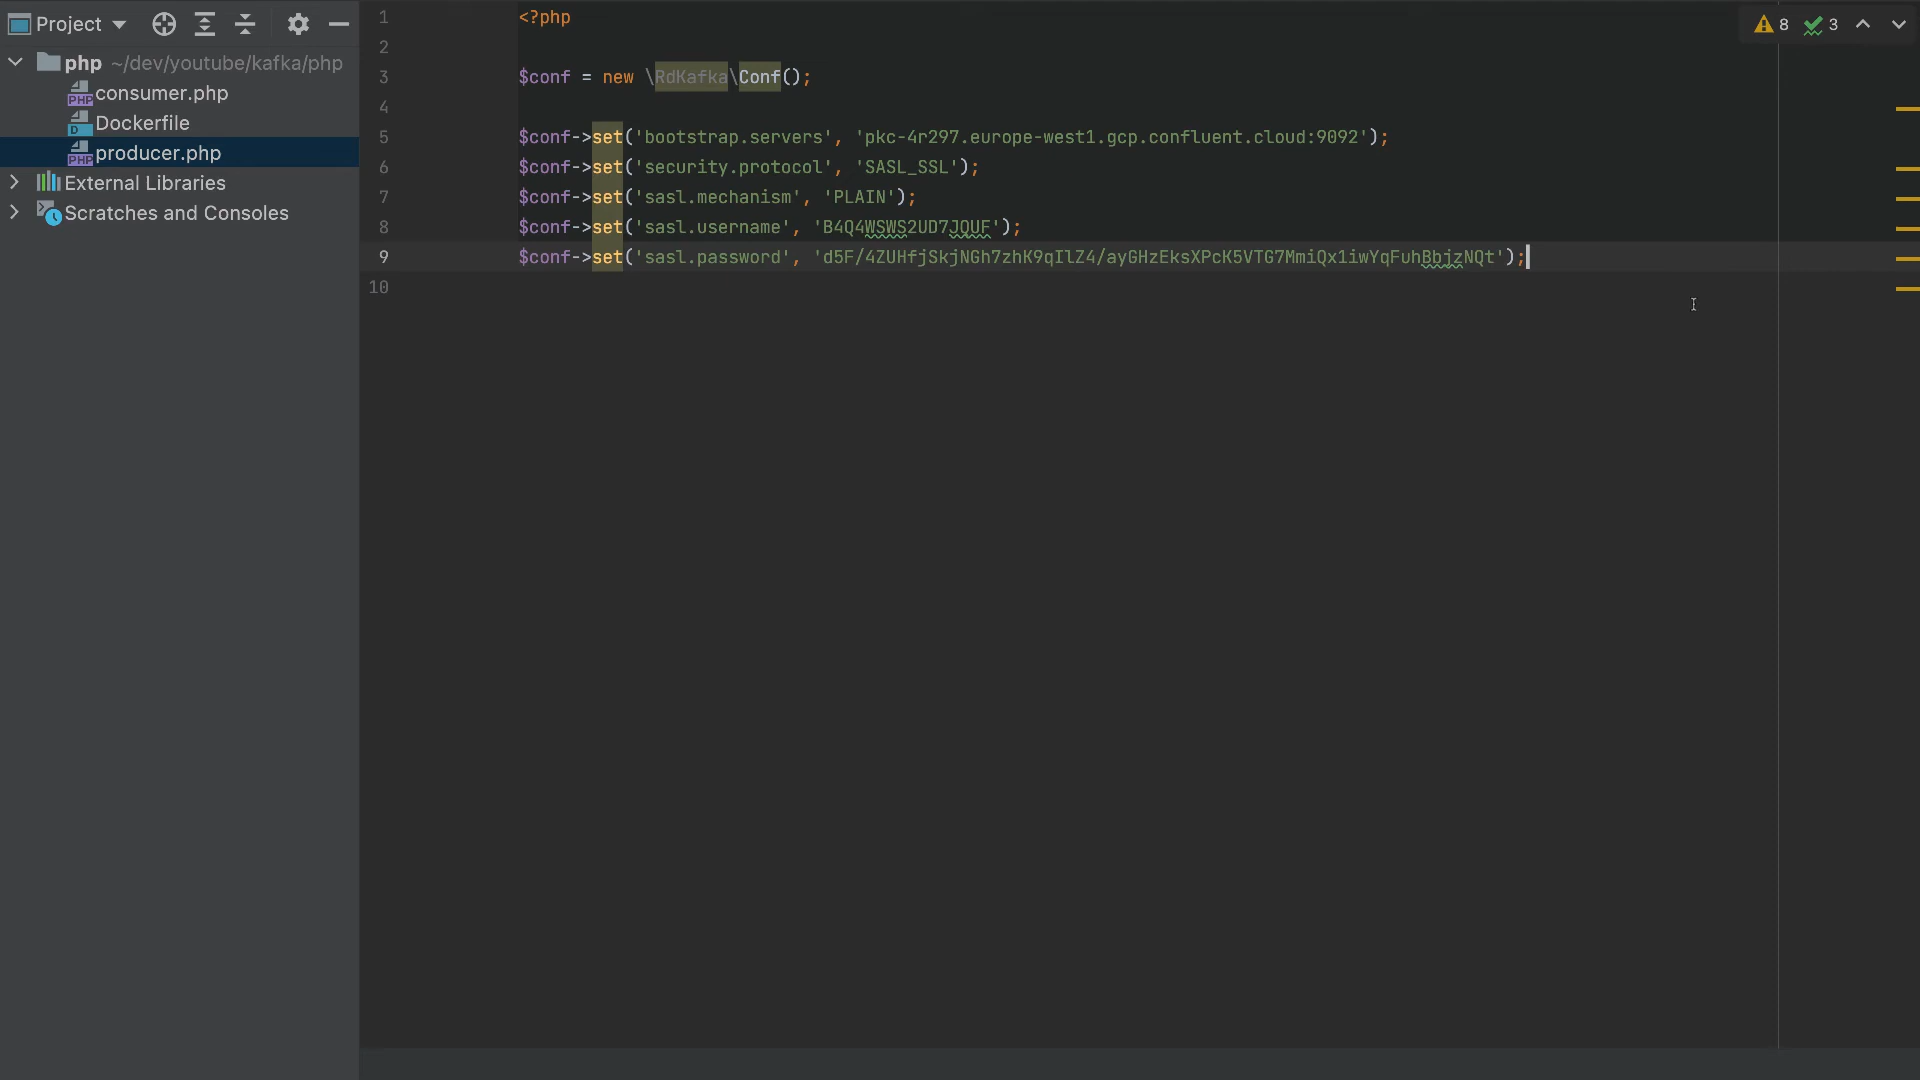 Project
php ~/dev/youtube/kafka/php
PHP consumer.php
D Dockerfile
PHP producer.php
External Libraries
Scratches and Consoles
8 3
1 <?php
2
3 $conf = new \RdKafka\Conf();
4
5 $conf->set('bootstrap.servers', 'pkc-4r297.europe-west1.gcp.confluent.cloud:9092');
6 $conf->set('security.protocol', 'SASL_SSL');
7 $conf->set('sasl.mechanism', 'PLAIN');
8 $conf->set('sasl.username', 'B4Q4WSWS2UD7JQUF');
9 $conf->set('sasl.password', 'd5F/4ZUHfjSkjNGh7zhK9qIlZ4/ayGHzEksXPcK5VTG7MmiQx1iwYqFuhBbjzNQt');
10